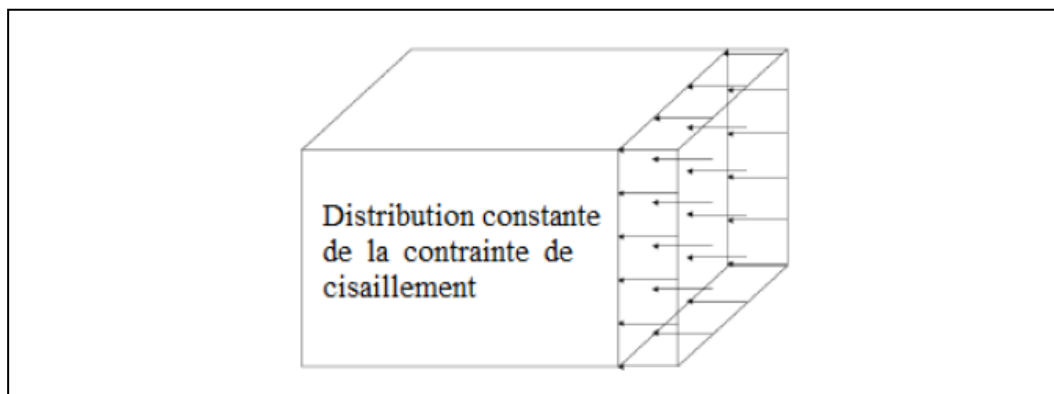 Distribution constante
de la contrainte de
cisaillement